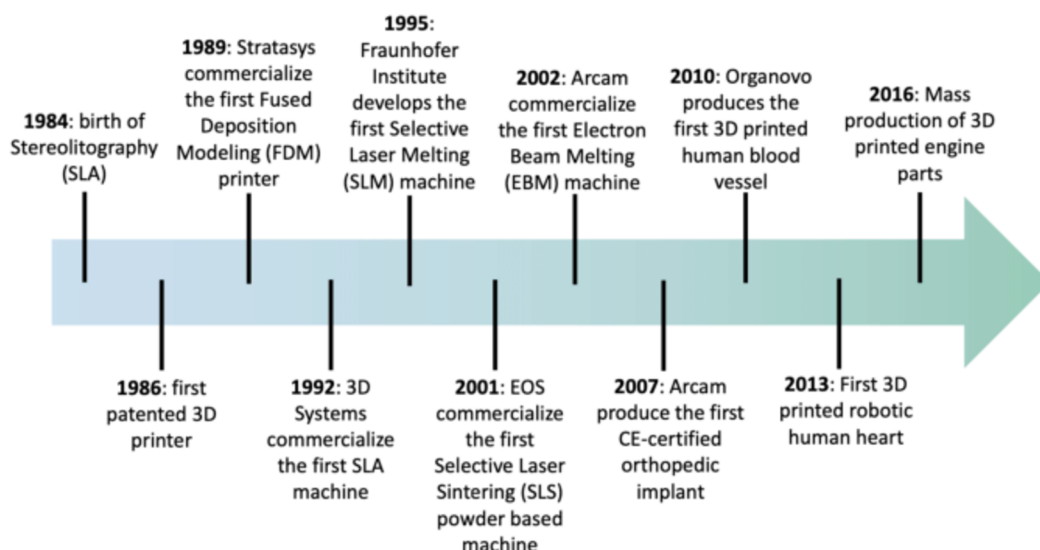 1984: birth of
Stereolitography
(SLA)
1986: first
patented 3D
printer
1989: Stratasys
commercialize
the first Fused
Deposition
Modeling (FDM)
printer
1992: 3D
Systems
commercialize
the first SLA
machine
1995:
Fraunhofer
Institute
develops the
first Selective
Laser Melting
(SLM) machine
2001: EOS
commercialize
the first
Selective Laser
Sintering (SLS)
powder based
machine
2002: Arcam
commercialize
the first Electron
Beam Melting
(EBM) machine
2007: Arcam
produce the first
CE-certified
orthopedic
implant
2010: Organovo
produces the
first 3D printed
human blood
vessel
2013: First 3D
printed robotic
human heart
2016: Mass
production of 3D
printed engine
parts